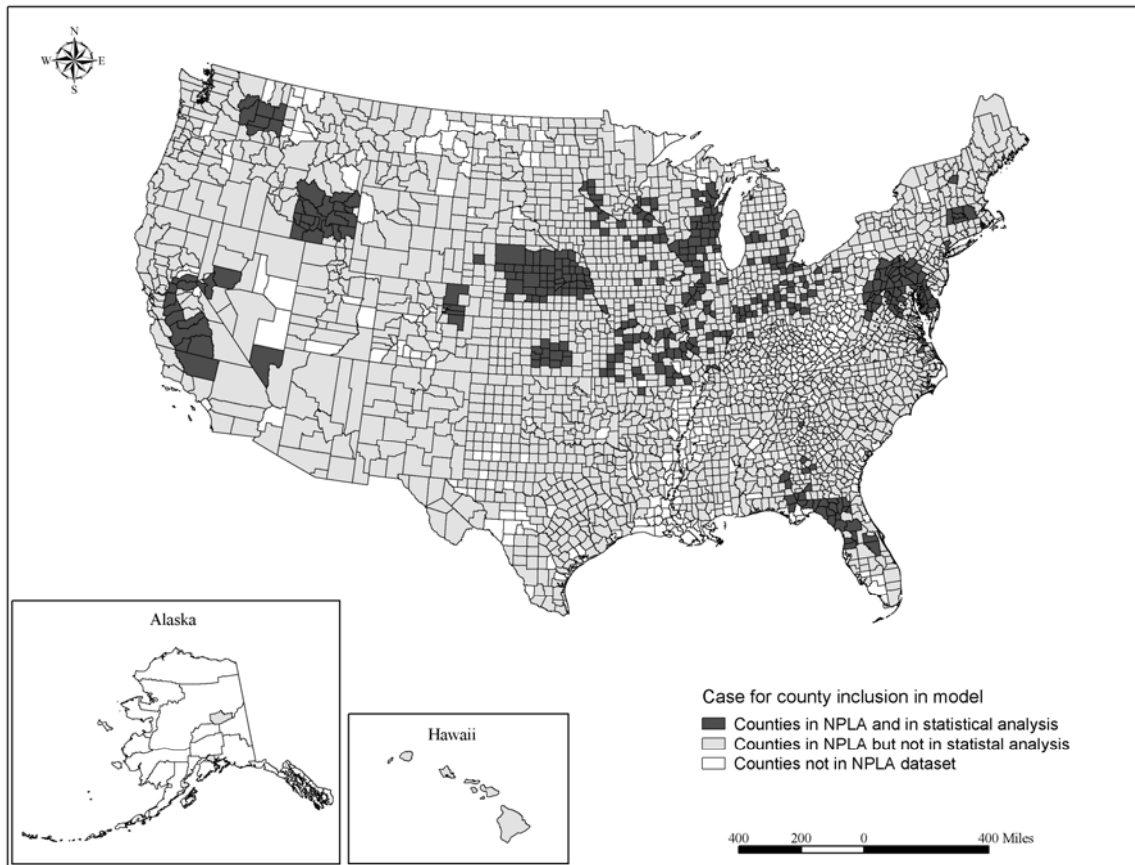 N
W E
S
Alaska
Hawaii
Case for county inclusion in model
Counties in NPLA and in statistical analysis
Counties in NPLA but not in statistal analysis
Counties not in NPLA dataset
400 200 0 400 Miles